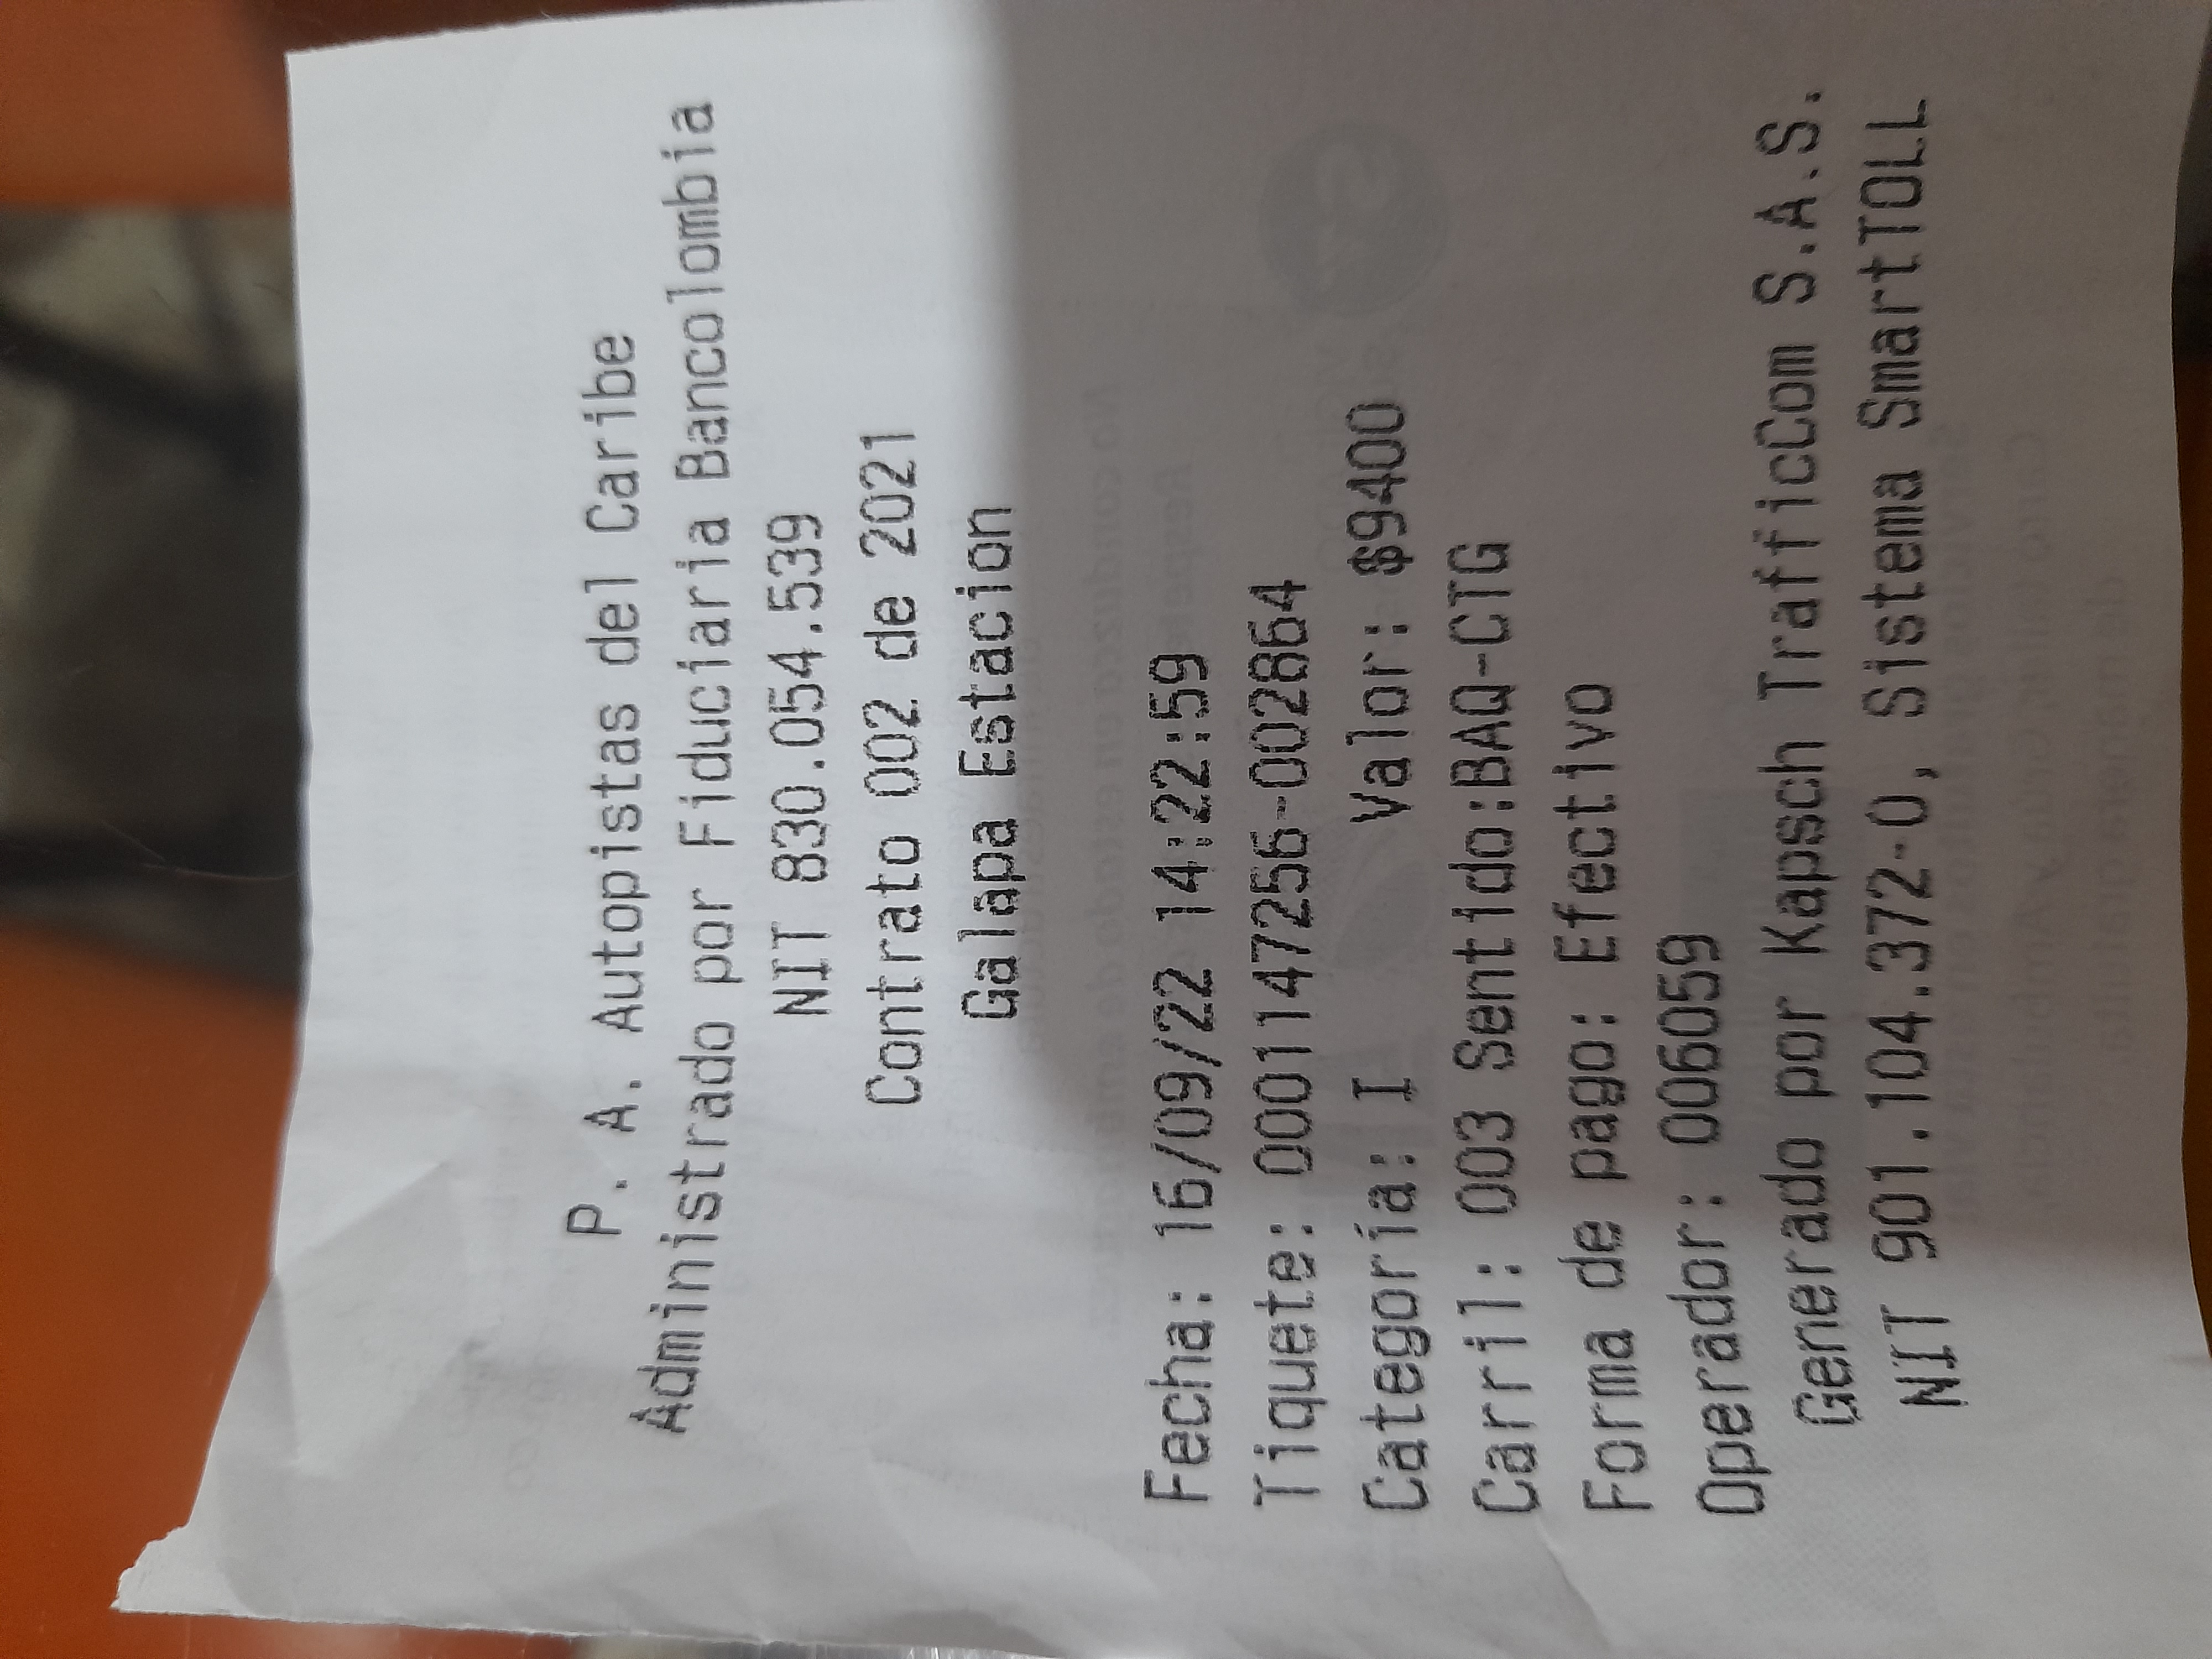 P. A. Autopistas del Caribe
Administrado por Fiduciaria Bancolombia
NIT 830.054.539
Contrato 002 de 2021
Galapa Estacion
Fecha: 16/09/22 14:22:59
Tiquete: 0001147256-002864
Categoría: I Valor: $9400
Carril: 003 Sentido:BAQ-CTG
Forma de pago: Efectivo
Operador: 006059
Generado por Kapsch TrafficCom S.A.S.
NIT 901.104.372-0, Sistema SmartTOLL